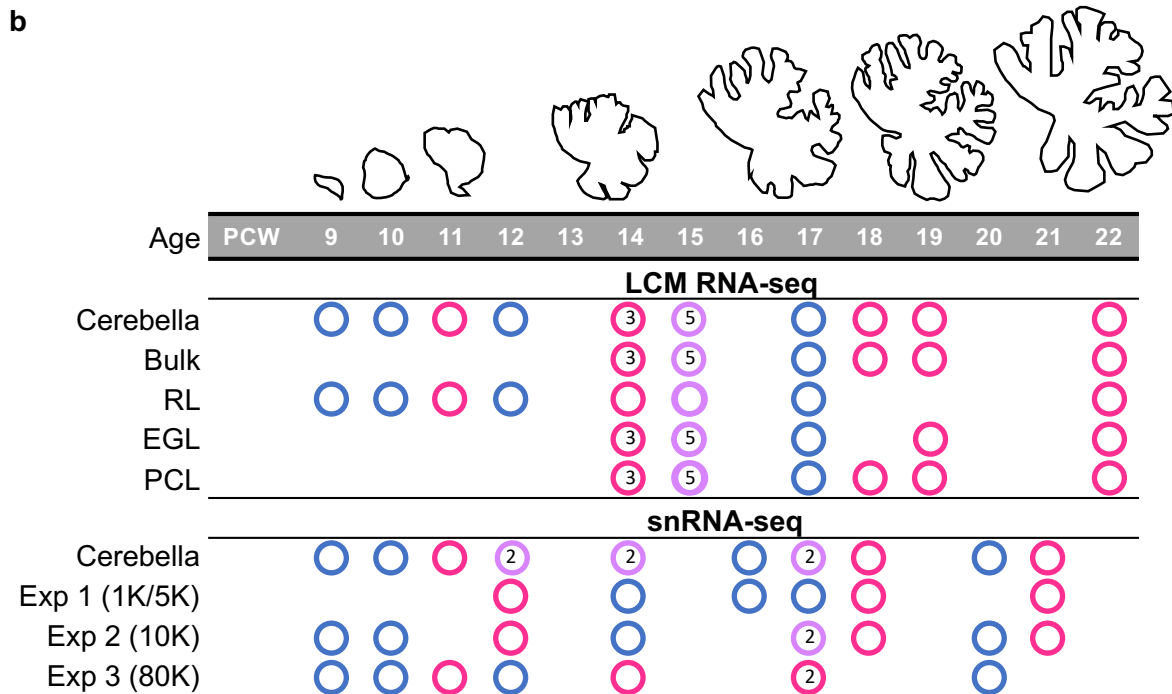 b
Age PCW 9 10 11 12 13 14 15 16 17 18 19 20 21 22
LCM RNA-seq
Cerebella 3 5
Bulk 3 5
RL
EGL 3 5
PCL 3 5
snRNA-seq
Cerebella 2 2 2
Exp 1 (1K/5K)
Exp 2 (10K) 2
Exp 3 (80K) 2